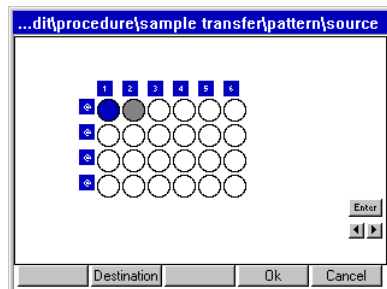 ...dit\procedure\sample transfer\pattern\source
1 2 3 4 5 6
@
@
@
@
Enter
Destination Ok Cancel